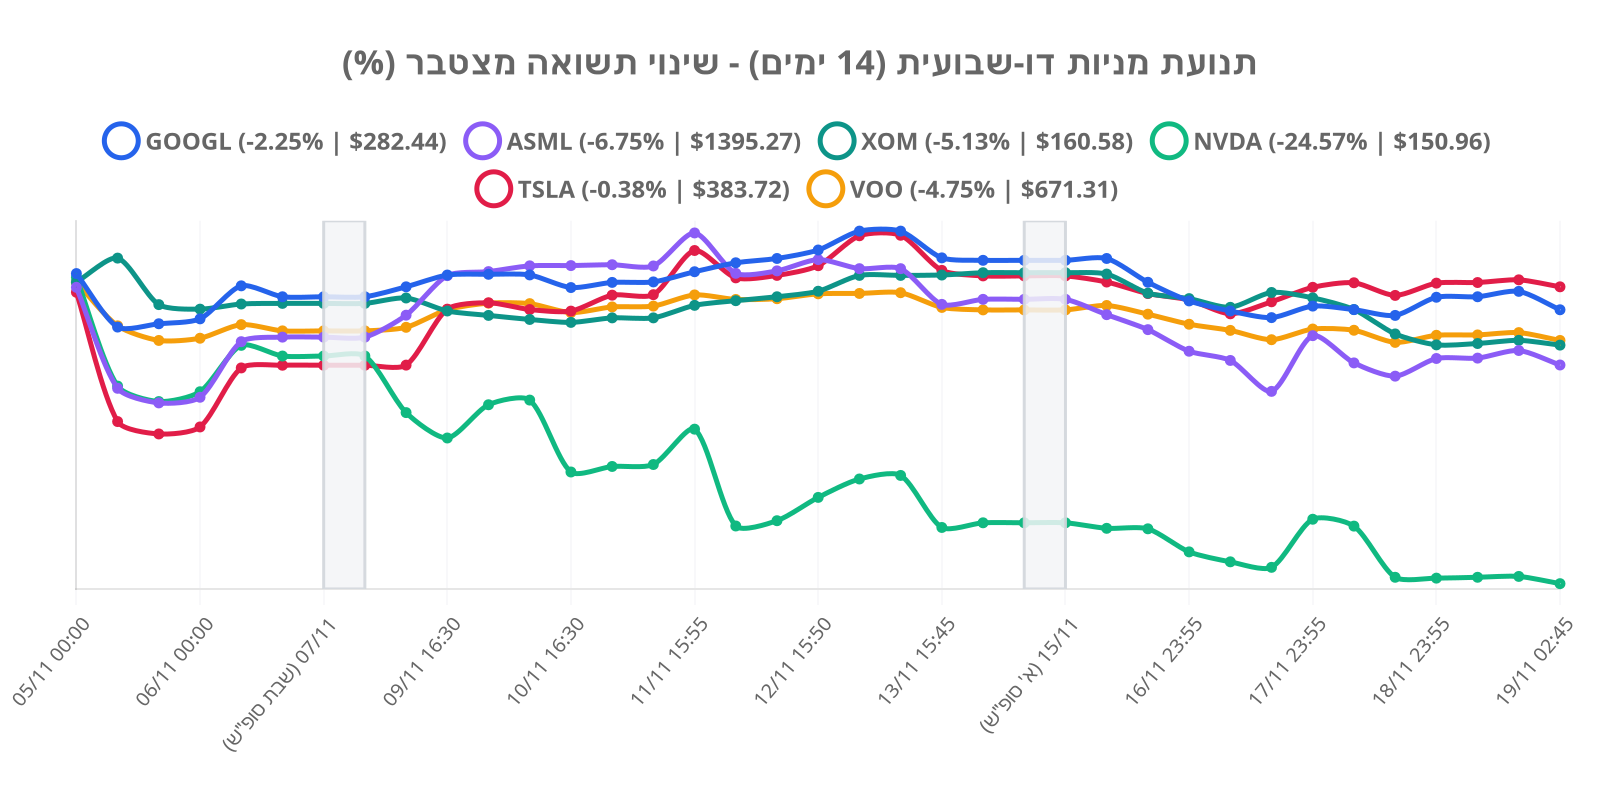 תנועת מניות דו-שבועית (14 ימים) - שינוי תשואה מצטבר (%)
GOOGL (-2.25% | $282.44) ASML (-6.75% | $1395.27) XOM (-5.13% | $160.58) NVDA (-24.57% | $150.96)
TSLA (-0.38% | $383.72) VOO (-4.75% | $671.31)
05/11 00:00
06/11 00:00
07/11 (שבת סופ"ש)
09/11 16:30
10/11 16:30
11/11 15:55
12/11 15:50
13/11 15:45
15/11 (א' סופ"ש)
16/11 23:55
17/11 23:55
18/11 23:55
19/11 02:45